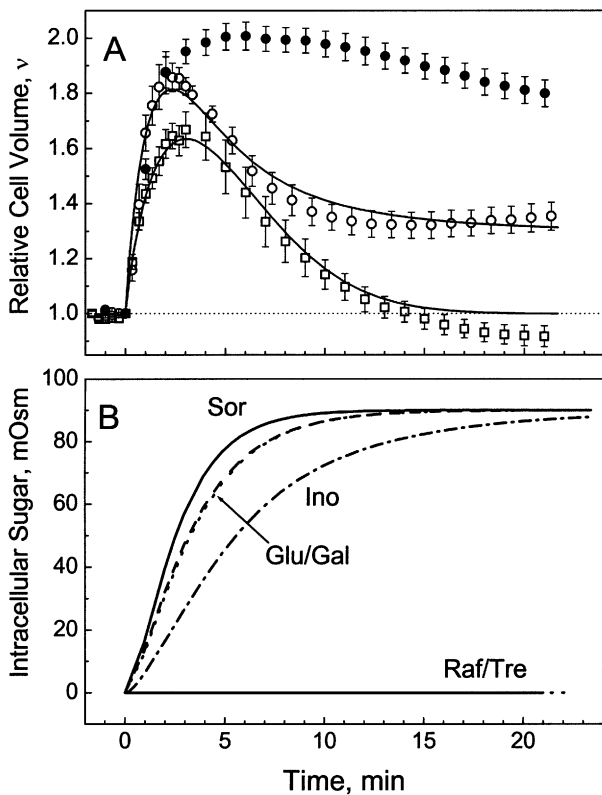 A
Relative Cell Volume, ν
2.0
1.8
1.6
1.4
1.2
1.0
B
Intracellular Sugar, mOsm
100
80
60
40
20
0
Sor
Ino
Glu/Gal
Raf/Tre
0 5 10 15 20
Time, min